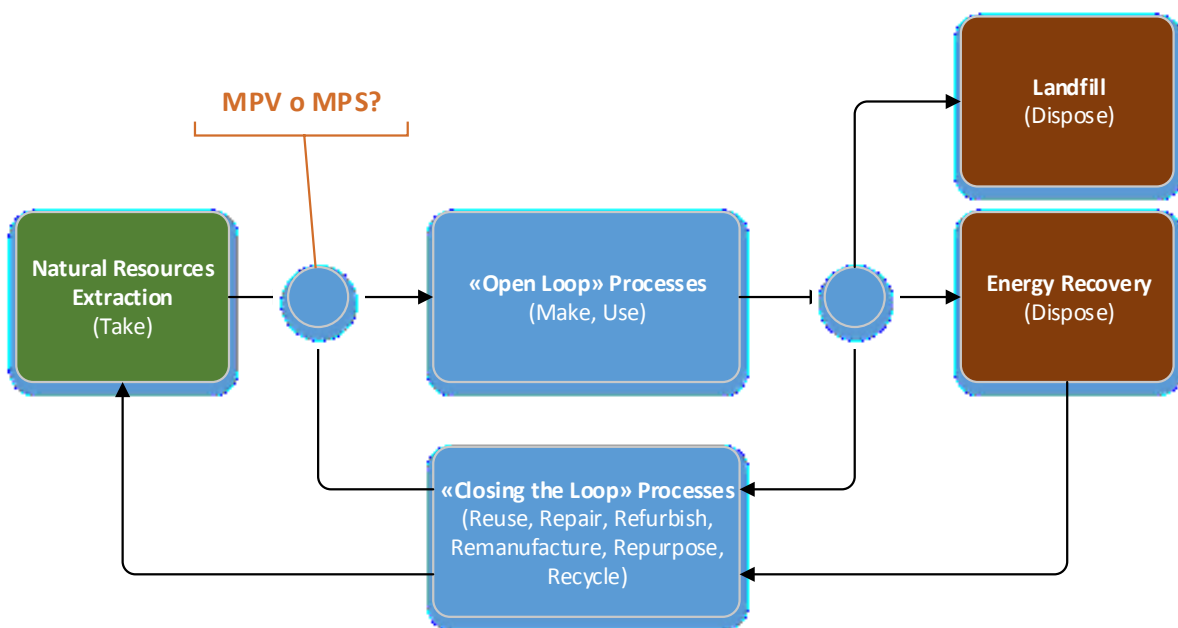 MPV o MPS?
Landfill
(Dispose)
Natural Resources
Extraction
(Take)
«Open Loop» Processes
(Make, Use)
Energy Recovery
(Dispose)
«Closing the Loop» Processes
(Reuse, Repair, Refurbish,
Remanufacture, Repurpose,
Recycle)